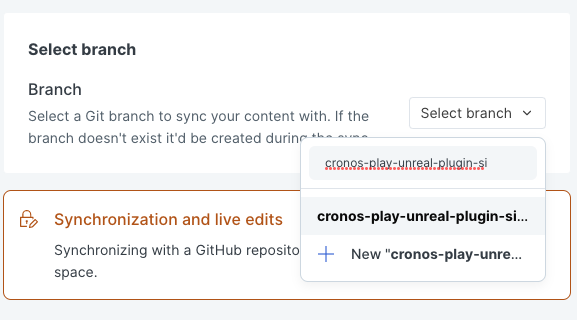 Select branch
Branch
Select a Git branch to sync your content with. If the
branch doesn't exist it'd be created during the sync.
Select branch
cronos-play-unreal-plugin-si
cronos-play-unreal-plugin-si...
New "cronos-play-unre...
Synchronization and live edits
Synchronizing with a GitHub reposito
space.